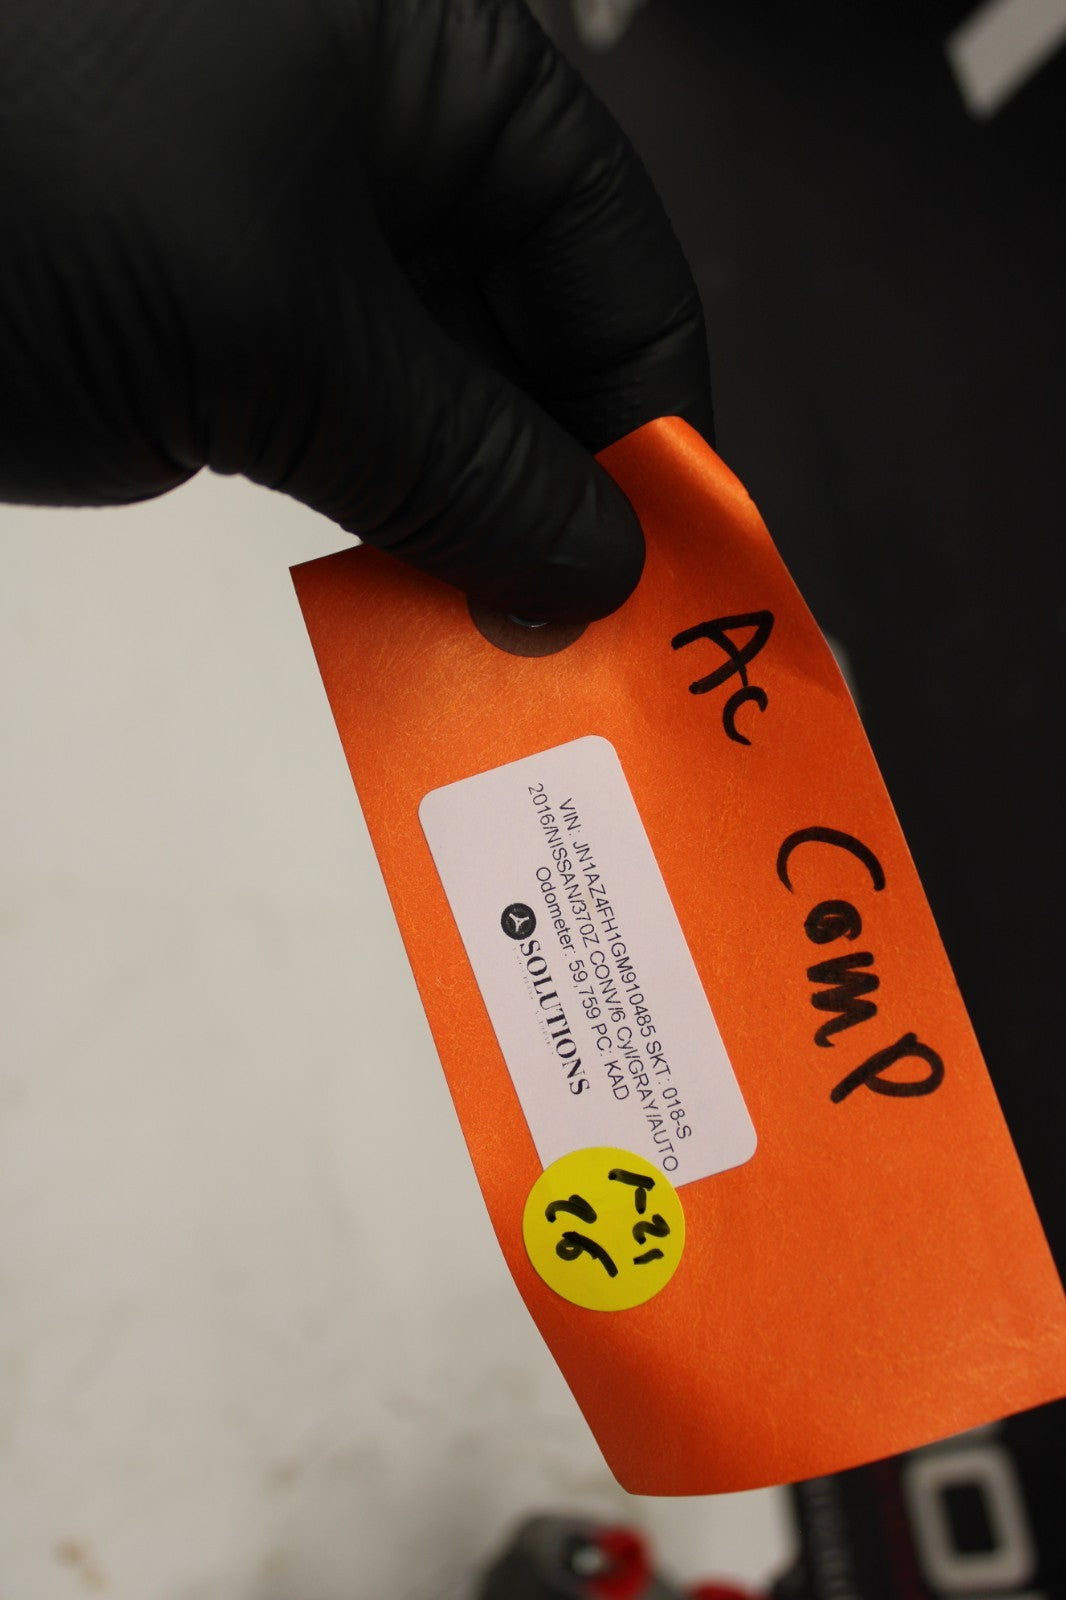 Ac Comp
VIN: JN1AZ4FH1GM910485 SKT: 018-S
2016/NISSAN/370Z CONV/6 Cyl/GRAY/AUTO
Odometer: 59,759 PC: KAD
SOLUTIONS
1-21
26